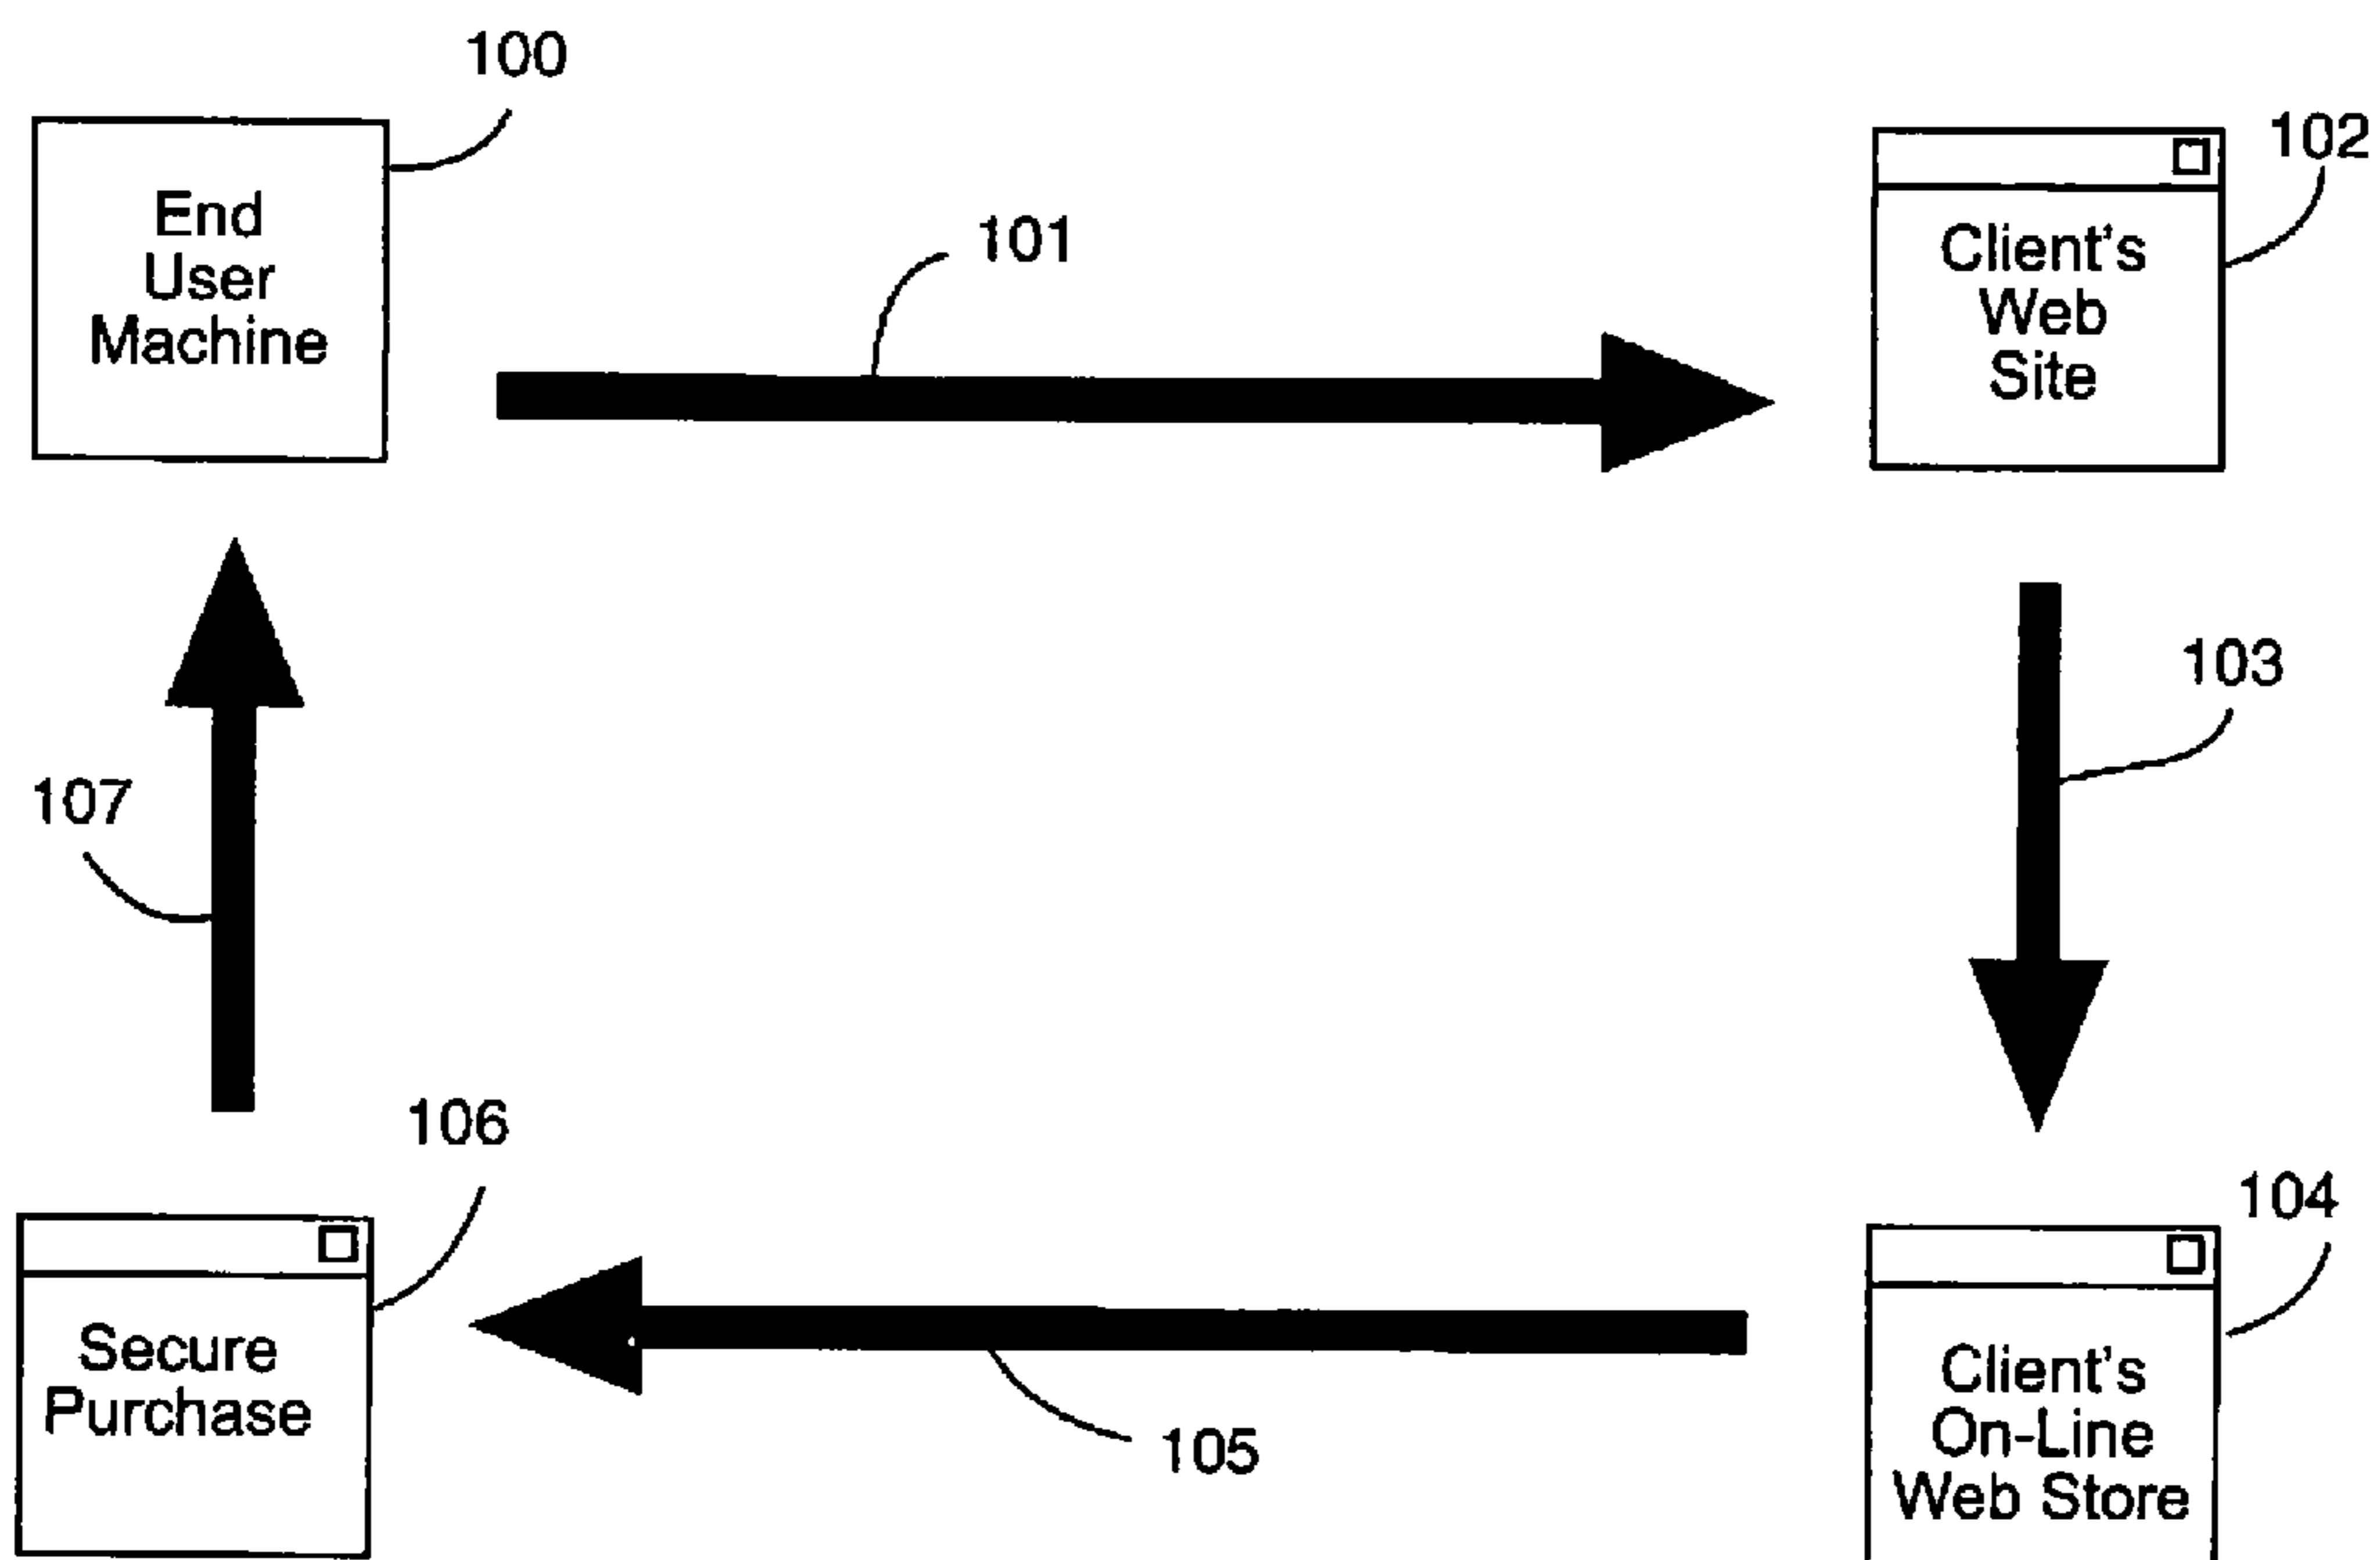 100
End
User
Machine
101
102
Client's
Web
Site
103
107
106
Secure
Purchase
105
104
Client's
On-Line
Web Store